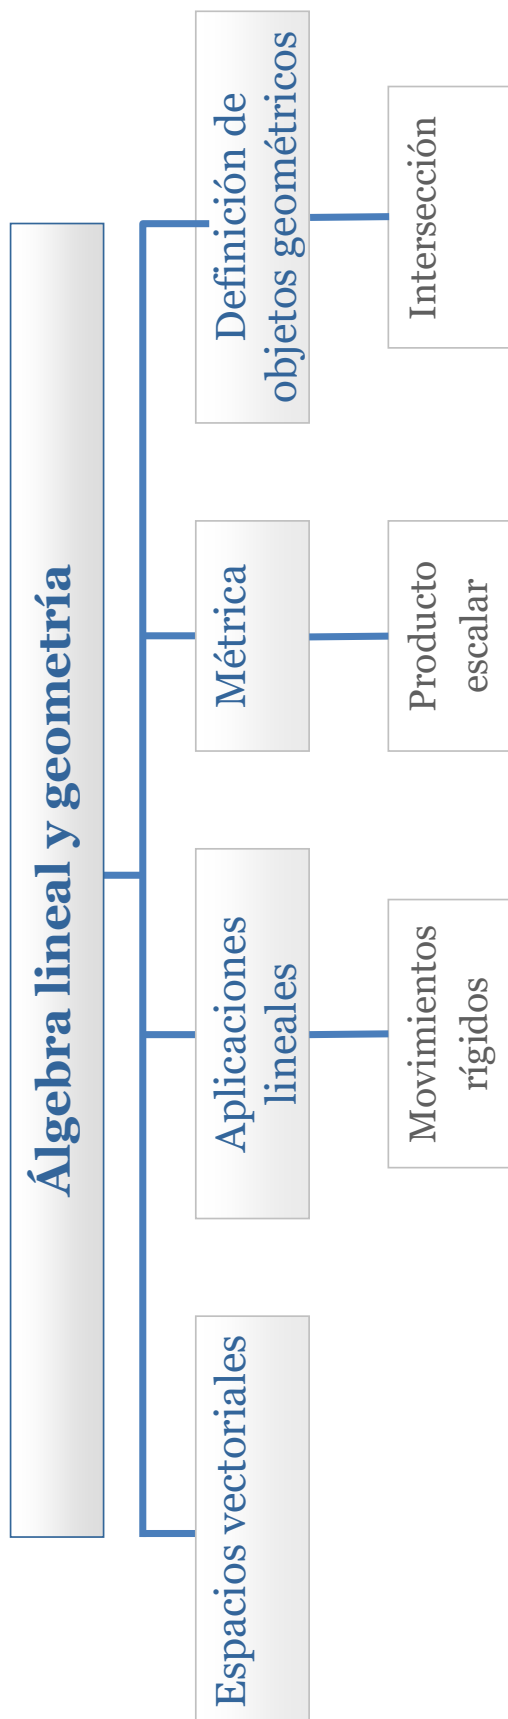 Álgebra lineal y geometría
Espacios vectoriales
Aplicaciones
lineales
Movimientos
rígidos
Métrica
Producto
escalar
Definición de
objetos geométricos
Intersección